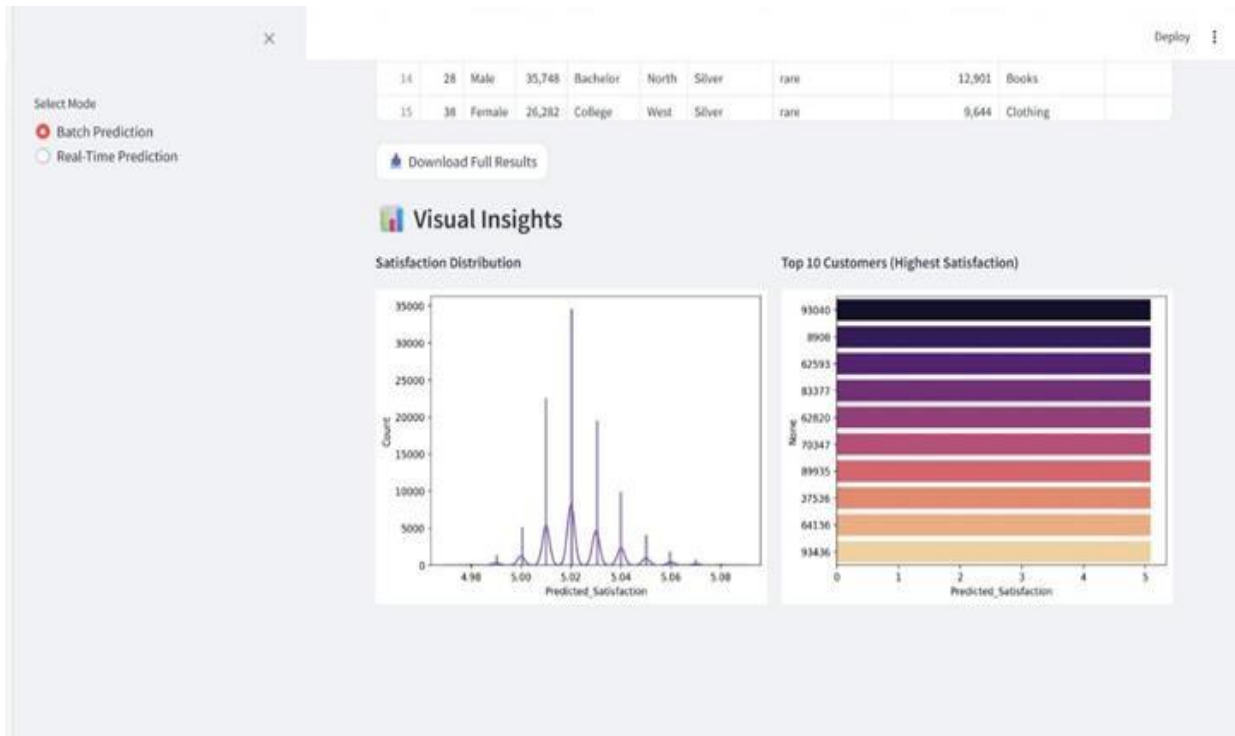 Deploy
14 28 Male 35,748 Bachelor North Silver rare 12,901 Books
15 38 Female 26,282 College West Silver rare 9,644 Clothing
Select Mode
Batch Prediction
Real-Time Prediction
Download Full Results
Visual Insights
Satisfaction Distribution
35000
30000
25000
20000
15000
10000
5000
0
Count
4.98 5.00 5.02 5.04 5.06 5.08
Predicted_Satisfaction
Top 10 Customers (Highest Satisfaction)
93040
8908
62593
83377
62820
70347
89935
37536
64136
93436
None
0 1 2 3 4 5
Predicted_Satisfaction